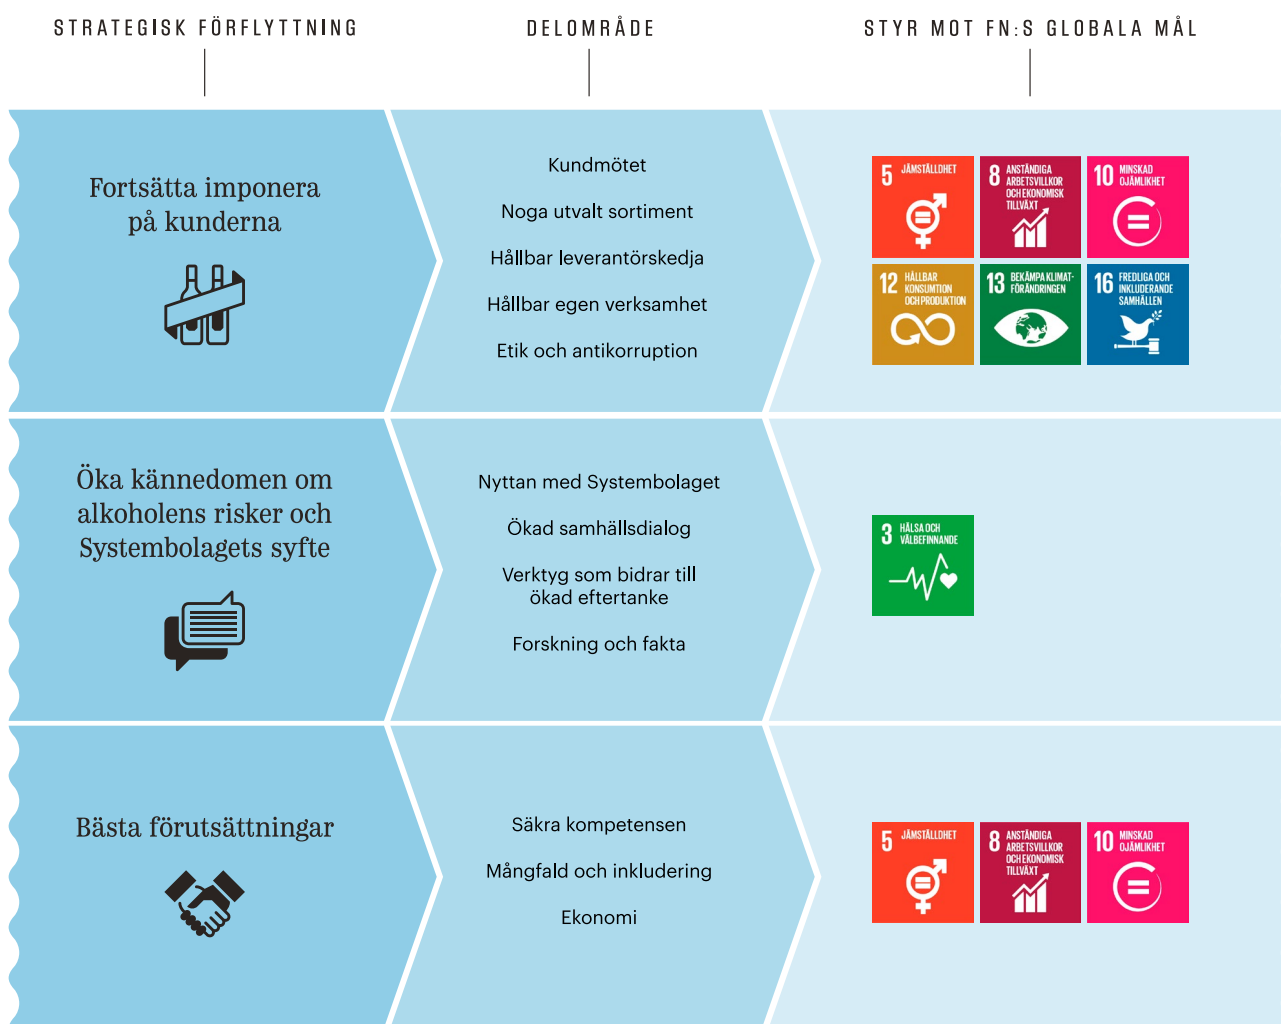 STRATEGISK FÖRFLYTTNING
DELOMRÅDE
STYR MOT FN:S GLOBALA MÅL
Fortsätta imponera
på kunderna
Kundmötet
Noga utvalt sortiment
Hållbar leverantörskedja
Hållbar egen verksamhet
Etik och antikorruption
5 JÄMSTÄLLDHET
8 ANSTÄNDIGA
ARBETSVILLKOR
OCH EKONOMISK
TILLVÄXT
10 MINSKAD
OJÄMLIKHET
12 HÅLLBAR
KONSUMTION
OCH PRODUKTION
13 BEKÄMPA KLIMAT-
FÖRÄNDRINGEN
16 FREDLIGA OCH
INKLUDERANDE
SAMHÄLLEN
Öka kännedomen om
alkoholens risker och
Systembolagets syfte
Nyttan med Systembolaget
Ökad samhällsdialog
Verktyg som bidrar till
ökad eftertanke
Forskning och fakta
3 HÄLSA OCH
VÄLBEFINNANDE
Bästa förutsättningar
Säkra kompetensen
Mångfald och inkludering
Ekonomi
5 JÄMSTÄLLDHET
8 ANSTÄNDIGA
ARBETSVILLKOR
OCH EKONOMISK
TILLVÄXT
10 MINSKAD
OJÄMLIKHET